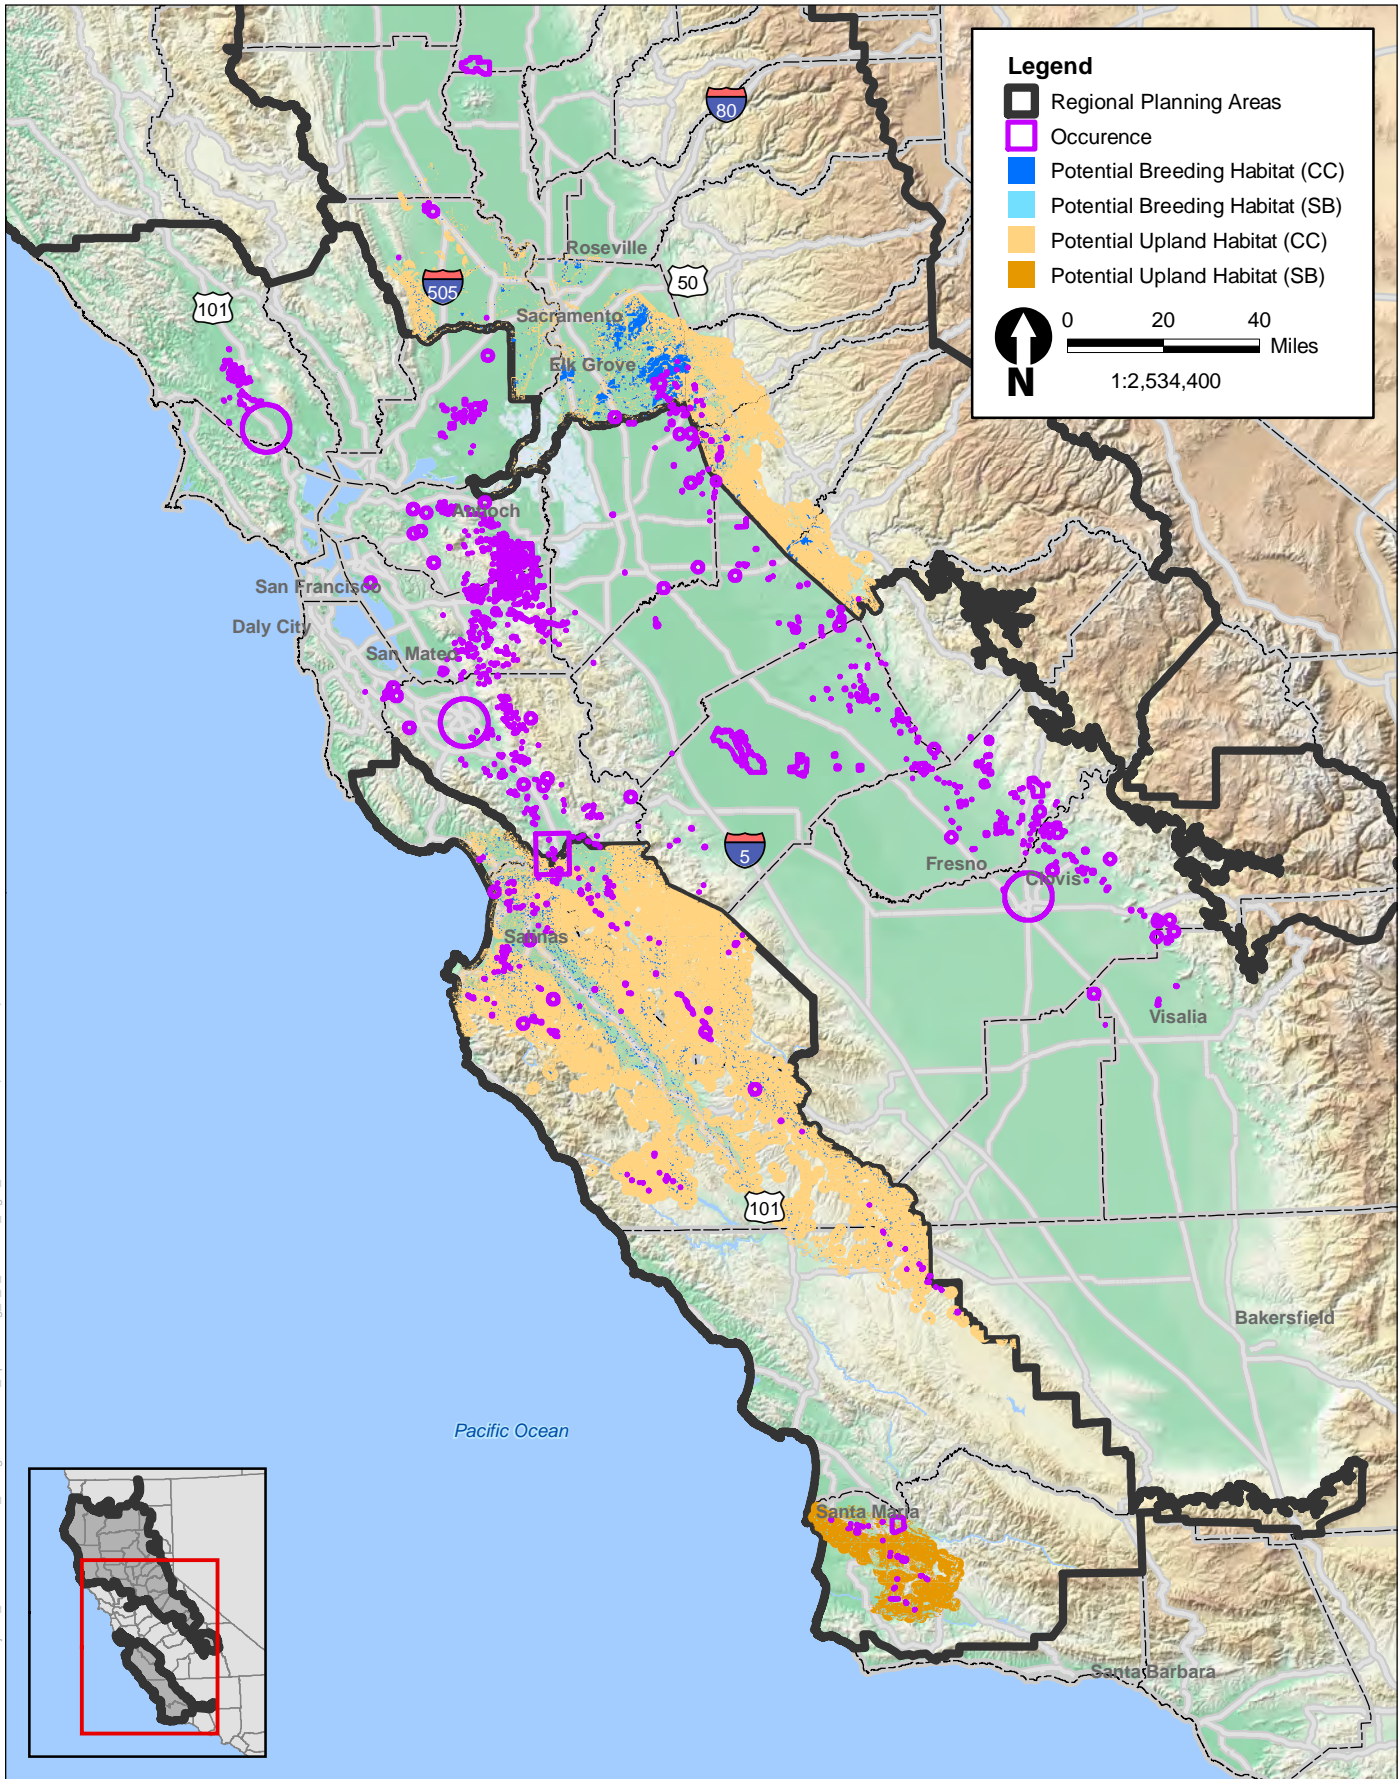 Legend
Regional Planning Areas
Occurence
Potential Breeding Habitat (CC)
Potential Breeding Habitat (SB)
Potential Upland Habitat (CC)
Potential Upland Habitat (SB)
0 20 40
Miles
1:2,534,400
N
80
Roseville
50
505
101
Sacramento
Elk Grove
Antioch
San Francisco
Daly City
San Mateo
5
Fresno
Clovis
Salinas
Visalia
101
Bakersfield
Pacific Ocean
Santa Maria
Santa Barbara